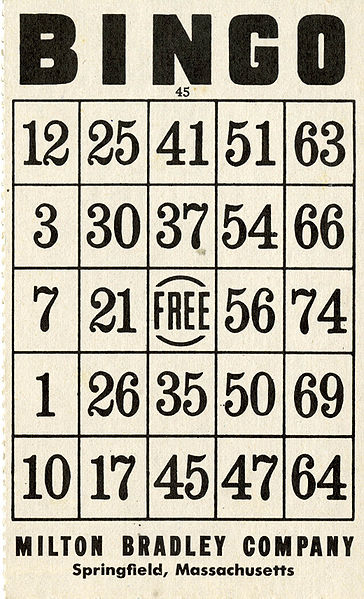 BINGO
45
12 25 41 51 63
3 30 37 54 66
7 21 FREE 56 74
1 26 35 50 69
10 17 45 47 64
MILTON BRADLEY COMPANY
Springfield, Massachusetts